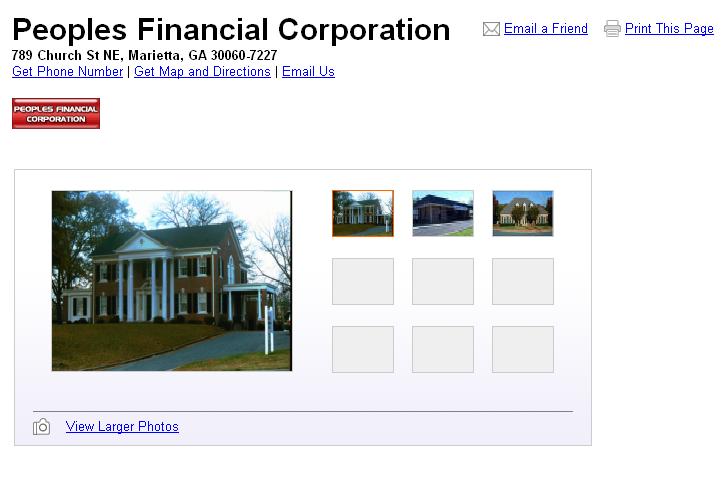 Peoples Financial Corporation
Email a Friend
Print This Page
789 Church St NE, Marietta, GA 30060-7227
Get Phone Number | Get Map and Directions | Email Us
PEOPLES FINANCIAL
CORPORATION
View Larger Photos